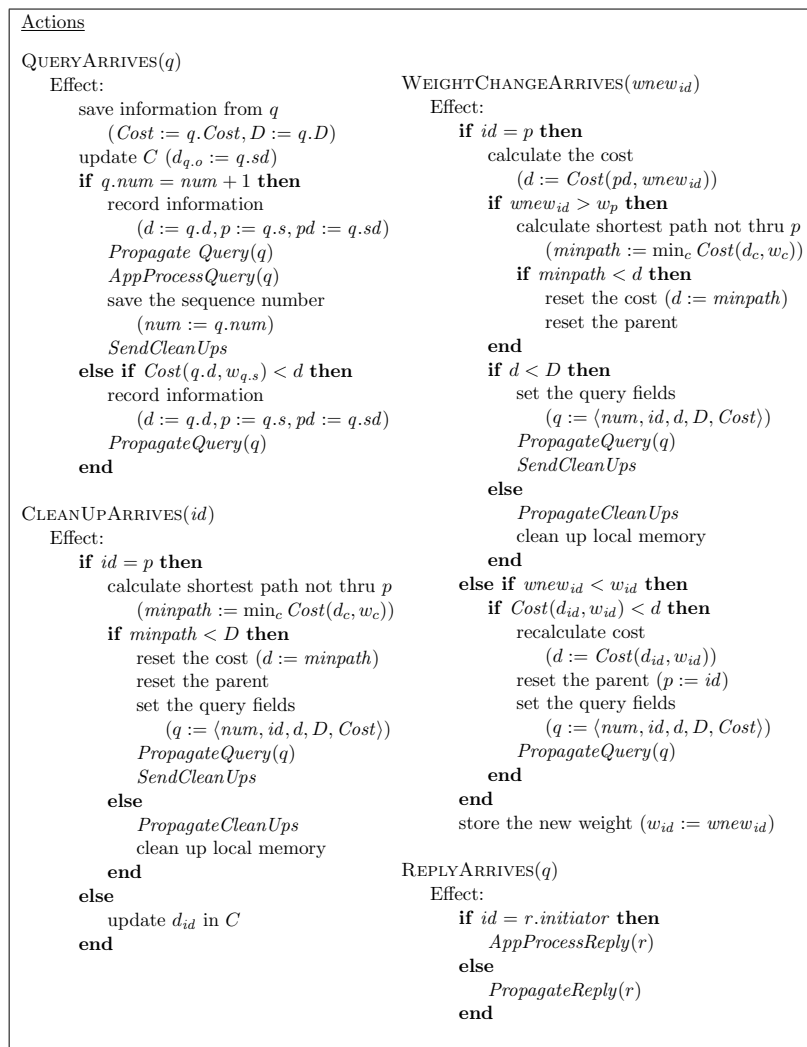 Actions
QUERYARRIVES(q)
Effect:
save information from q
(Cost := q.Cost, D := q.D)
update C (d_{q.o} := q.sd)
if q.num = num + 1 then
record information
(d := q.d, p := q.s, pd := q.sd)
Propagate Query(q)
AppProcessQuery(q)
save the sequence number
(num := q.num)
SendCleanUps
else if Cost(q.d, w_{q.s}) < d then
record information
(d := q.d, p := q.s, pd := q.sd)
PropagateQuery(q)
end
CLEANUPARRIVES(id)
Effect:
if id = p then
calculate shortest path not thru p
(minpath := min_c Cost(d_c, w_c))
if minpath < D then
reset the cost (d := minpath)
reset the parent
set the query fields
(q := ⟨num, id, d, D, Cost⟩)
PropagateQuery(q)
SendCleanUps
else
PropagateCleanUps
clean up local memory
end
else
update d_{id} in C
end
WEIGHTCHANGEARRIVES(wnew_{id})
Effect:
if id = p then
calculate the cost
(d := Cost(pd, wnew_{id}))
if wnew_{id} > w_p then
calculate shortest path not thru p
(minpath := min_c Cost(d_c, w_c))
if minpath < d then
reset the cost (d := minpath)
reset the parent
end
if d < D then
set the query fields
(q := ⟨num, id, d, D, Cost⟩)
PropagateQuery(q)
SendCleanUps
else
PropagateCleanUps
clean up local memory
end
else if wnew_{id} < w_{id} then
if Cost(d_{id}, w_{id}) < d then
recalculate cost
(d := Cost(d_{id}, w_{id}))
reset the parent (p := id)
set the query fields
(q := ⟨num, id, d, D, Cost⟩)
PropagateQuery(q)
end
end
store the new weight (w_{id} := wnew_{id})
REPLYARRIVES(q)
Effect:
if id = r.initiator then
AppProcessReply(r)
else
PropagateReply(r)
end